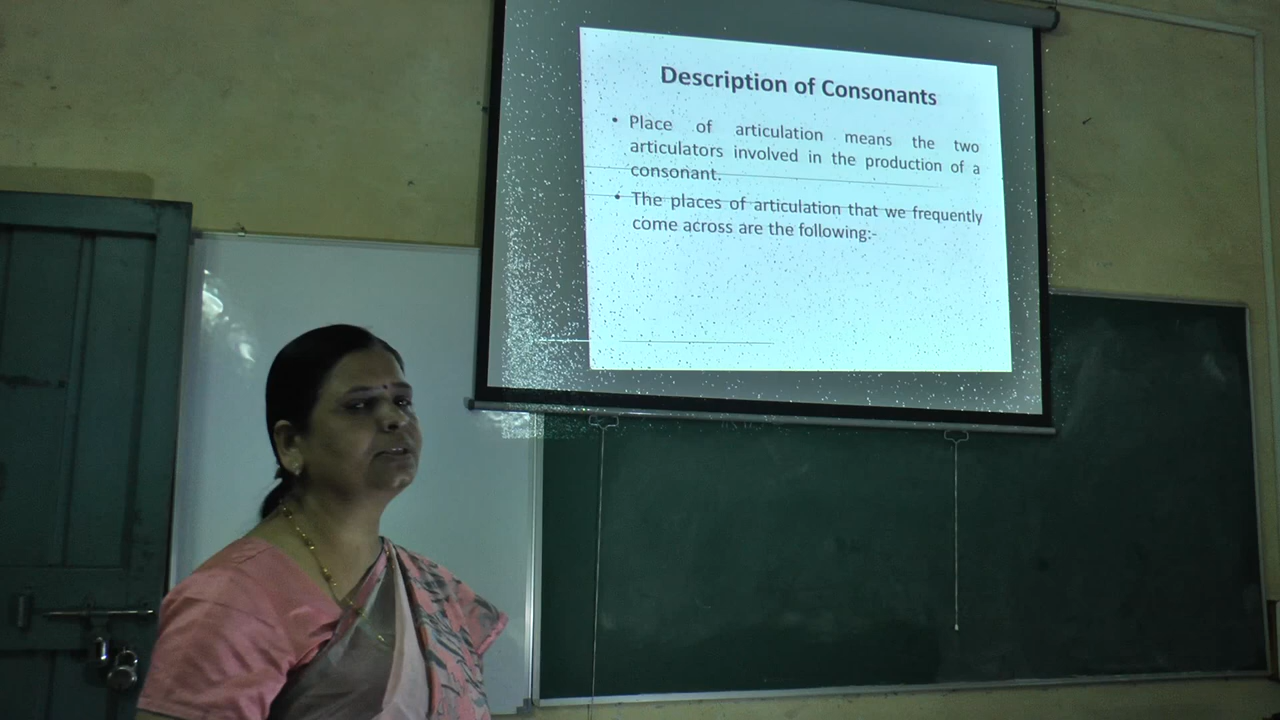 Description of Consonants
• Place of articulation means the two
articulators involved in the production of a
consonant.
• The places of articulation that we frequently
come across are the following:-